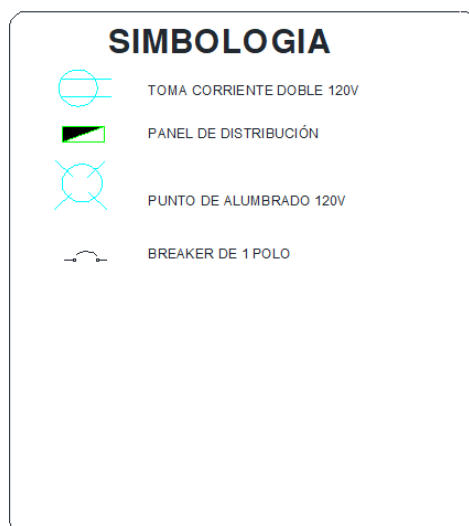 SIMBOLOGIA
TOMA CORRIENTE DOBLE 120V
PANEL DE DISTRIBUCIÓN
PUNTO DE ALUMBRADO 120V
BREAKER DE 1 POLO